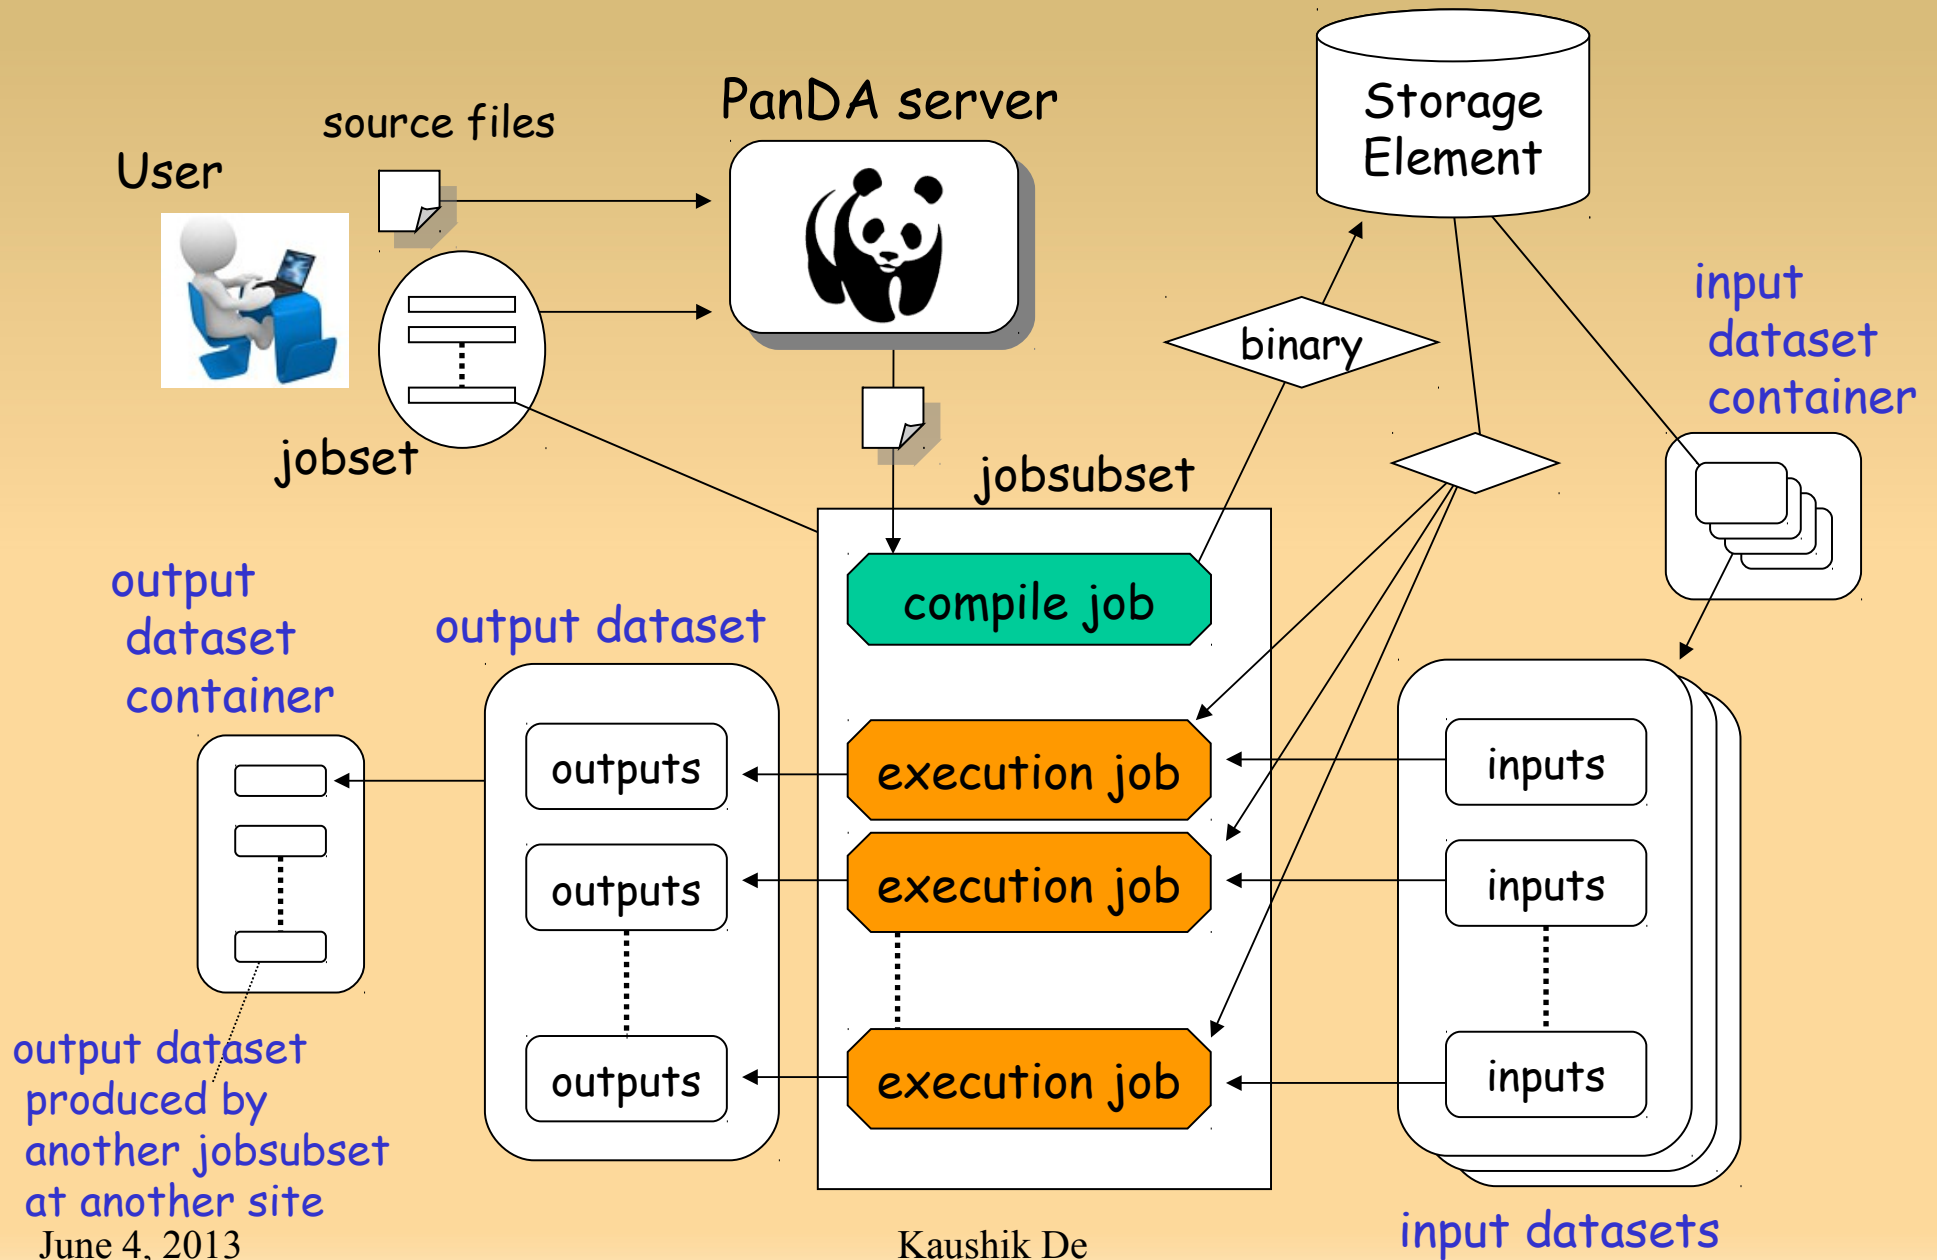 PanDA server
Storage
Element
source files
User
input
dataset
container
binary
jobset
jobsubset
compile job
output
dataset
container
output dataset
outputs
execution job
inputs
outputs
execution job
inputs
outputs
execution job
inputs
output dataset
produced by
another jobsubset
at another site
input datasets
June 4, 2013
Kaushik De